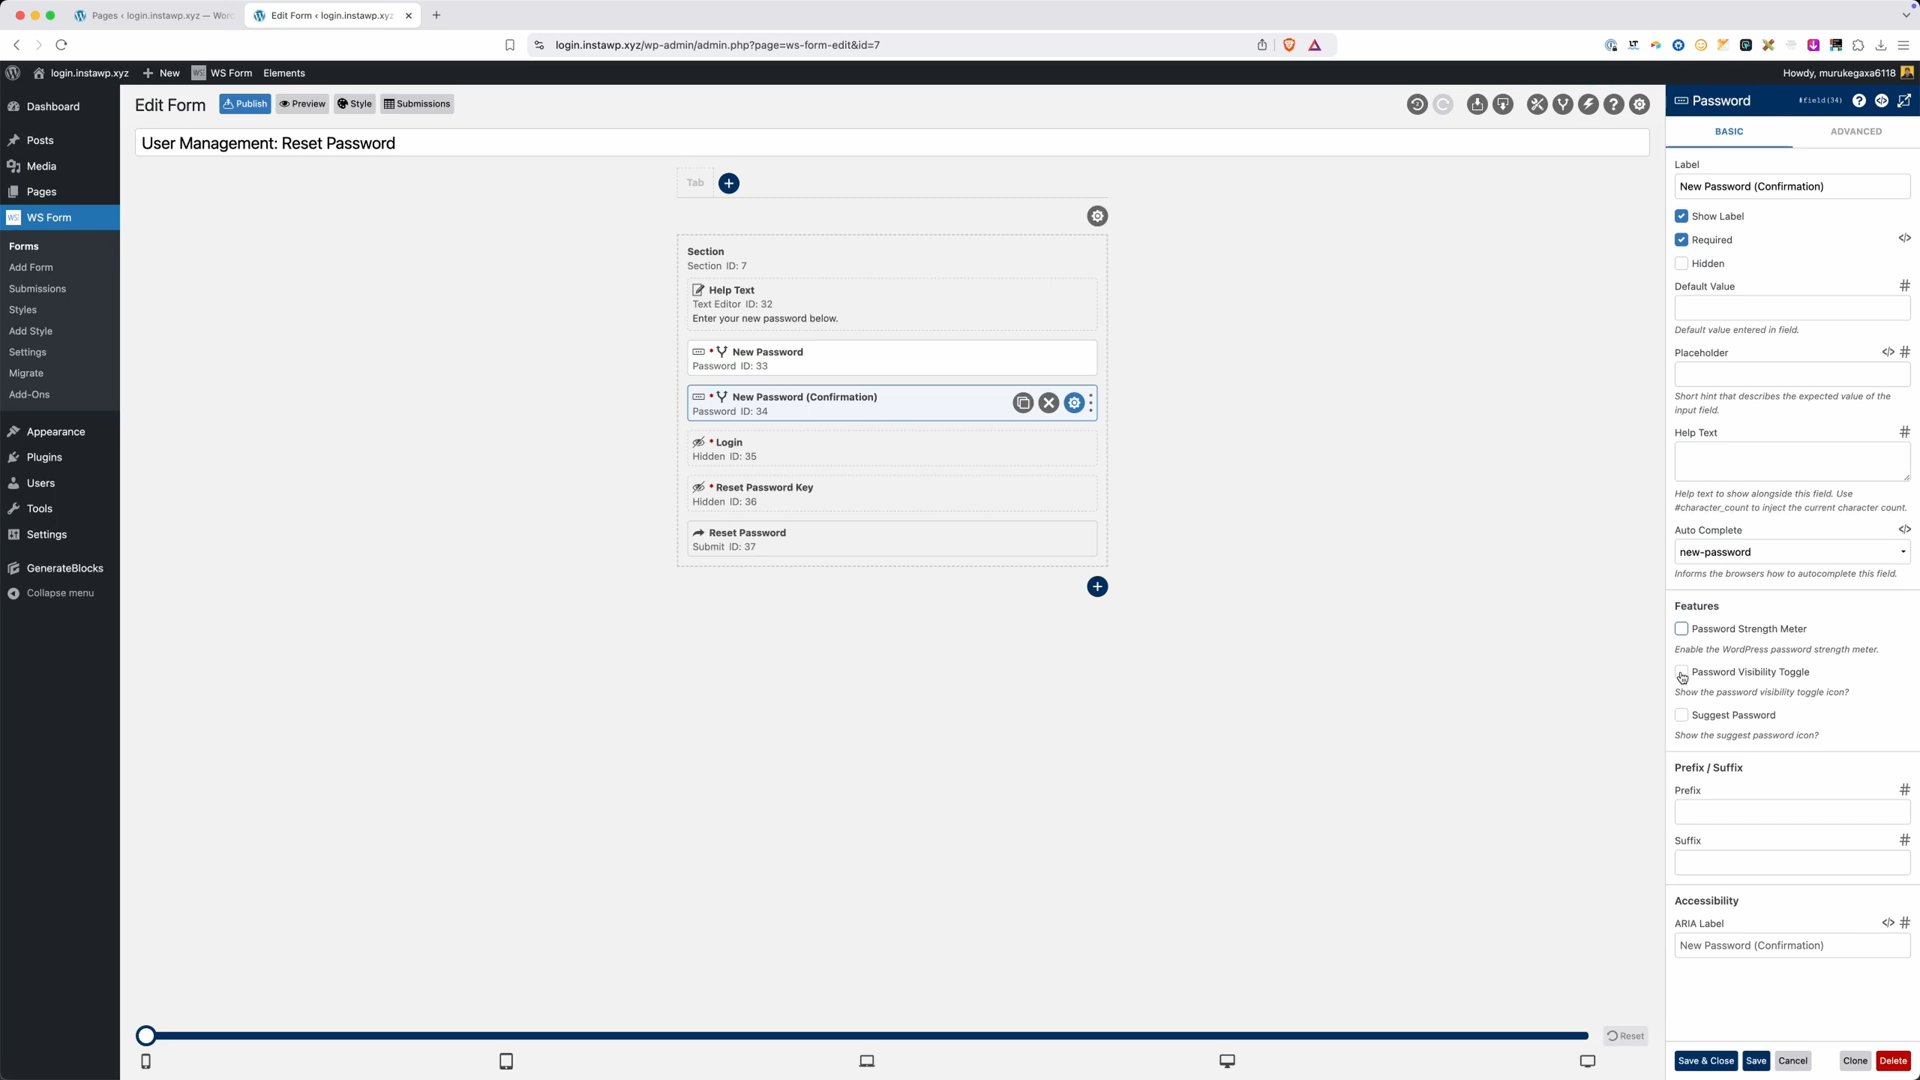 Pages ‹ login.instawp.xyz — Wor
Edit Form ‹ login.instawp.xyz
login.instawp.xyz/wp-admin/admin.php?page=ws-form-edit&id=7
login.instawp.xyz
New
WS Form
Elements
Howdy, murukegaxa6118
Dashboard
Posts
Media
Pages
WS Form
Forms
Add Form
Submissions
Styles
Add Style
Settings
Migrate
Add-Ons
Appearance
Plugins
Users
Tools
Settings
GenerateBlocks
Collapse menu
Edit Form
Publish
Preview
Style
Submissions
User Management: Reset Password
Tab
Section
Section ID: 7
Help Text
Text Editor ID: 32
Enter your new password below.
* New Password
Password ID: 33
* New Password (Confirmation)
Password ID: 34
* Login
Hidden ID: 35
* Reset Password Key
Hidden ID: 36
Reset Password
Submit ID: 37
Reset
Password
#field(34)
BASIC
ADVANCED
Label
New Password (Confirmation)
Show Label
Required
Hidden
Default Value
Default value entered in field.
Placeholder
Short hint that describes the expected value of the
input field.
Help Text
Help text to show alongside this field. Use
#character_count to inject the current character count.
Auto Complete
new-password
Informs the browsers how to autocomplete this field.
Features
Password Strength Meter
Enable the WordPress password strength meter.
Password Visibility Toggle
Show the password visibility toggle icon?
Suggest Password
Show the suggest password icon?
Prefix / Suffix
Prefix
Suffix
Accessibility
ARIA Label
New Password (Confirmation)
Save & Close
Save
Cancel
Clone
Delete